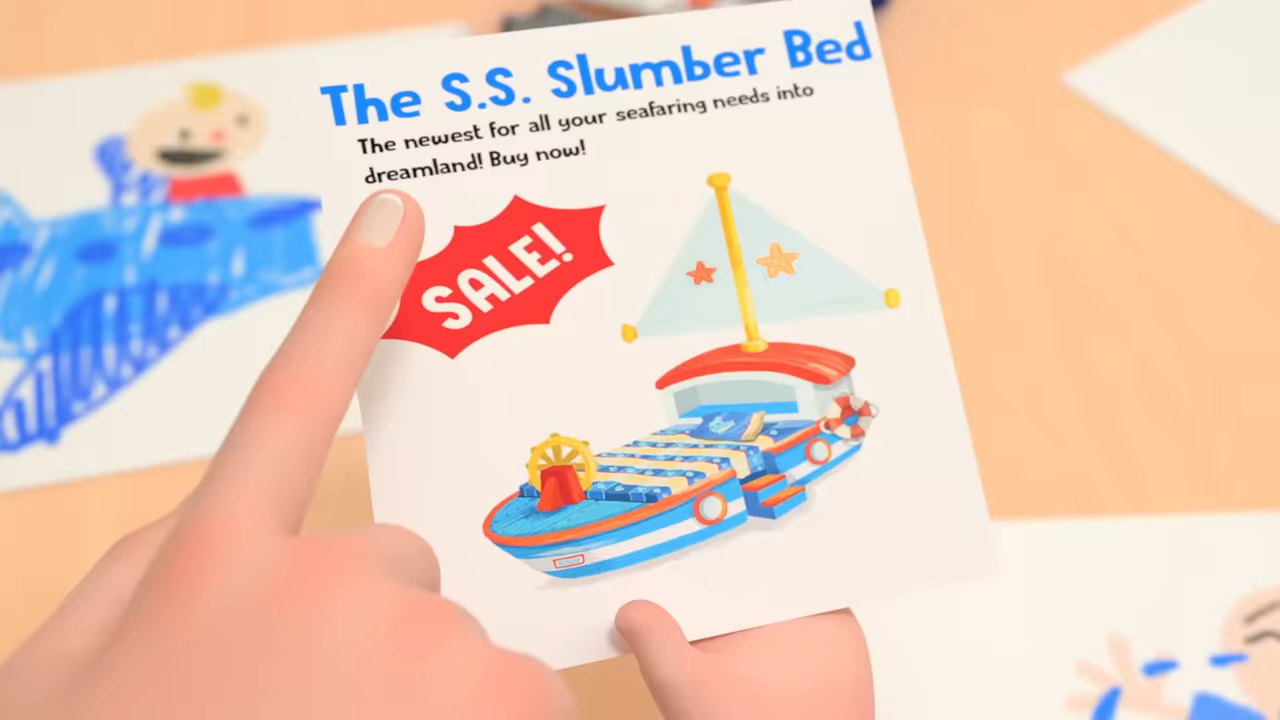 The S.S. Slumber Bed
The newest for all your seafaring needs into
dreamland! Buy now!
SALE!